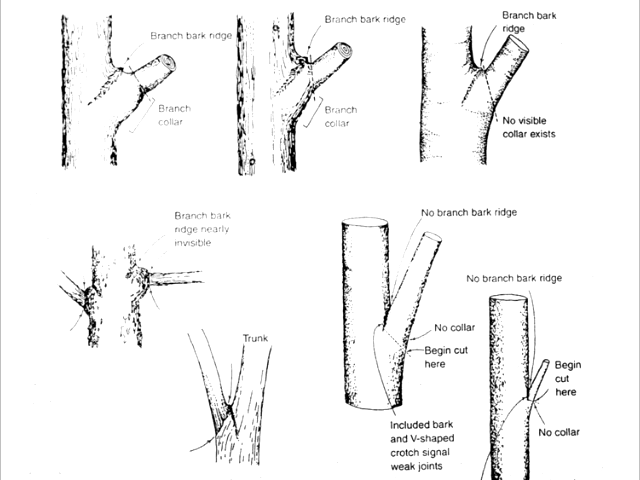 Branch bark ridge
Branch
collar
Branch bark ridge
Branch
collar
Branch bark
ridge
No visible
collar exists
Branch bark
ridge nearly
invisible
Trunk
No branch bark ridge
No collar
Begin cut
here
Included bark
and V-shaped
crotch signal
weak joints
No branch bark ridge
Begin
cut
here
No collar